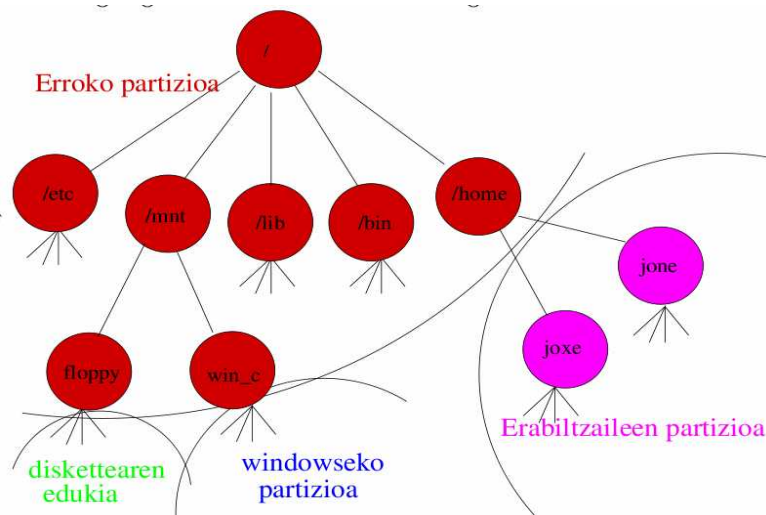 /
Erroko partizioa
/etc
/mnt
/lib
/bin
/home
jone
joxe
floppy
win_c
Erabiltzaileen partizioa
diskettearen
edukia
windowseko
partizioa